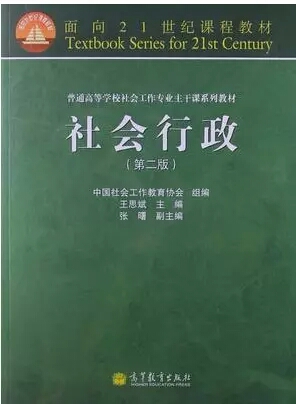 面向21世纪课程教材
Textbook Series for 21st Century
普通高等学校社会工作专业主干课系列教材
社会行政
(第二版)
中国社会工作教育协会 组编
王思斌 主 编
张 曙 副主编
高等教育出版社